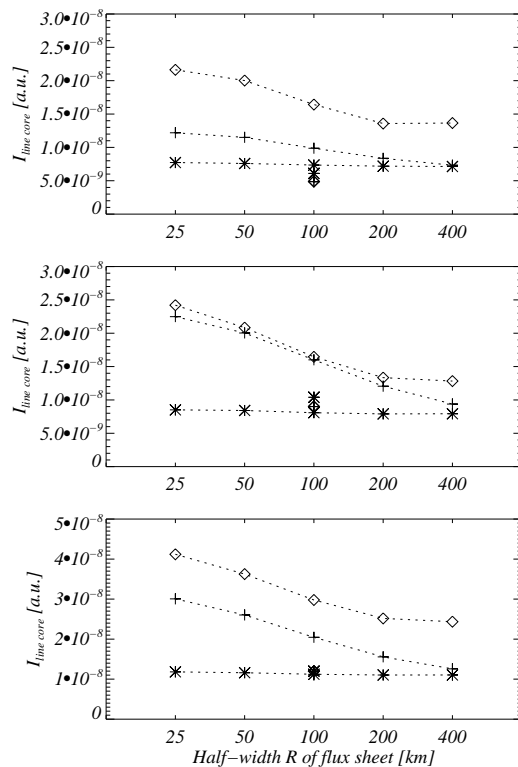 3.0•10⁻⁸
2.5•10⁻⁸
2.0•10⁻⁸
1.5•10⁻⁸
1.0•10⁻⁸
5.0•10⁻⁹
0
I line core [a.u.]
25 50 100 200 400
3.0•10⁻⁸
2.5•10⁻⁸
2.0•10⁻⁸
1.5•10⁻⁸
1.0•10⁻⁸
5.0•10⁻⁹
0
I line core [a.u.]
25 50 100 200 400
5•10⁻⁸
4•10⁻⁸
3•10⁻⁸
2•10⁻⁸
1•10⁻⁸
0
I line core [a.u.]
25 50 100 200 400
Half−width R of flux sheet [km]